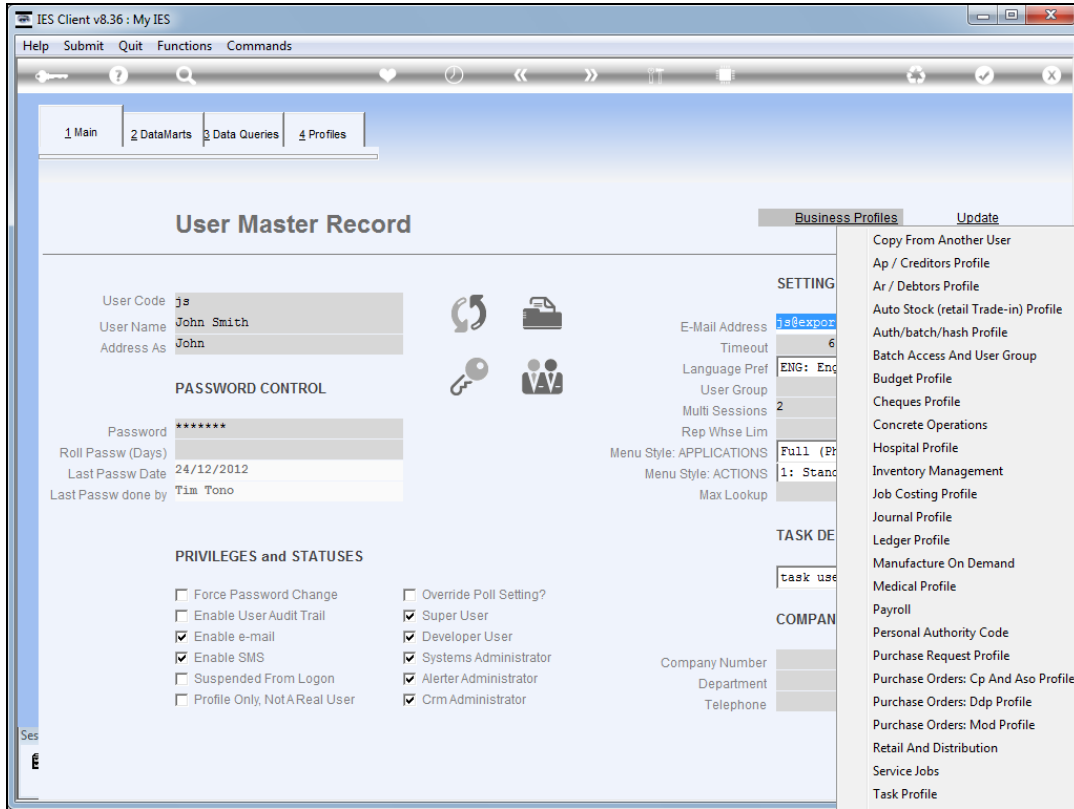 IES Client v8.36 : My IES
Help Submit Quit Functions Commands
1 Main 2 DataMarts 3 Data Queries 4 Profiles
User Master Record
Business Profiles Update
User Code js
User Name John Smith
Address As John
PASSWORD CONTROL
Password *******
Roll Passw (Days)
Last Passw Date 24/12/2012
Last Passw done by Tim Tono
PRIVILEGES and STATUSES
Force Password Change
Enable User Audit Trail
Enable e-mail
Enable SMS
Suspended From Logon
Profile Only, Not A Real User
Override Poll Setting?
Super User
Developer User
Systems Administrator
Alerter Administrator
Crm Administrator
SETTING
E-Mail Address js@expor
Timeout 6
Language Pref ENG: Eng
User Group
Multi Sessions 2
Rep Whse Lim
Menu Style: APPLICATIONS Full (Ph
Menu Style: ACTIONS 1: Stand
Max Lookup
TASK DE
task use
COMPAN
Company Number
Department
Telephone
Copy From Another User
Ap / Creditors Profile
Ar / Debtors Profile
Auto Stock (retail Trade-in) Profile
Auth/batch/hash Profile
Batch Access And User Group
Budget Profile
Cheques Profile
Concrete Operations
Hospital Profile
Inventory Management
Job Costing Profile
Journal Profile
Ledger Profile
Manufacture On Demand
Medical Profile
Payroll
Personal Authority Code
Purchase Request Profile
Purchase Orders: Cp And Aso Profile
Purchase Orders: Ddp Profile
Purchase Orders: Mod Profile
Retail And Distribution
Service Jobs
Task Profile
Ses